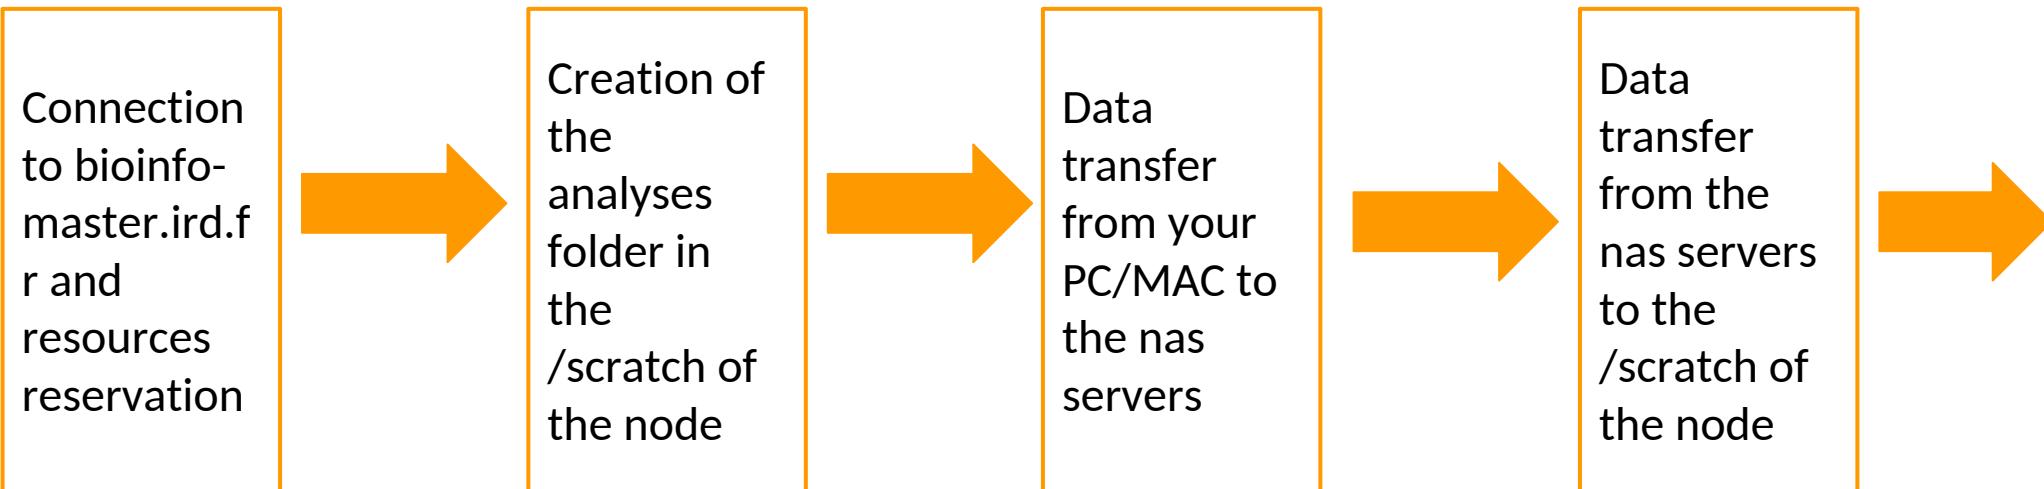 Connection
to bioinfo-
master.ird.f
r and
resources
reservation
Creation of
the
analyses
folder in
the
/scratch of
the node
Data
transfer
from your
PC/MAC to
the nas
servers
Data
transfer
from the
nas servers
to the
/scratch of
the node